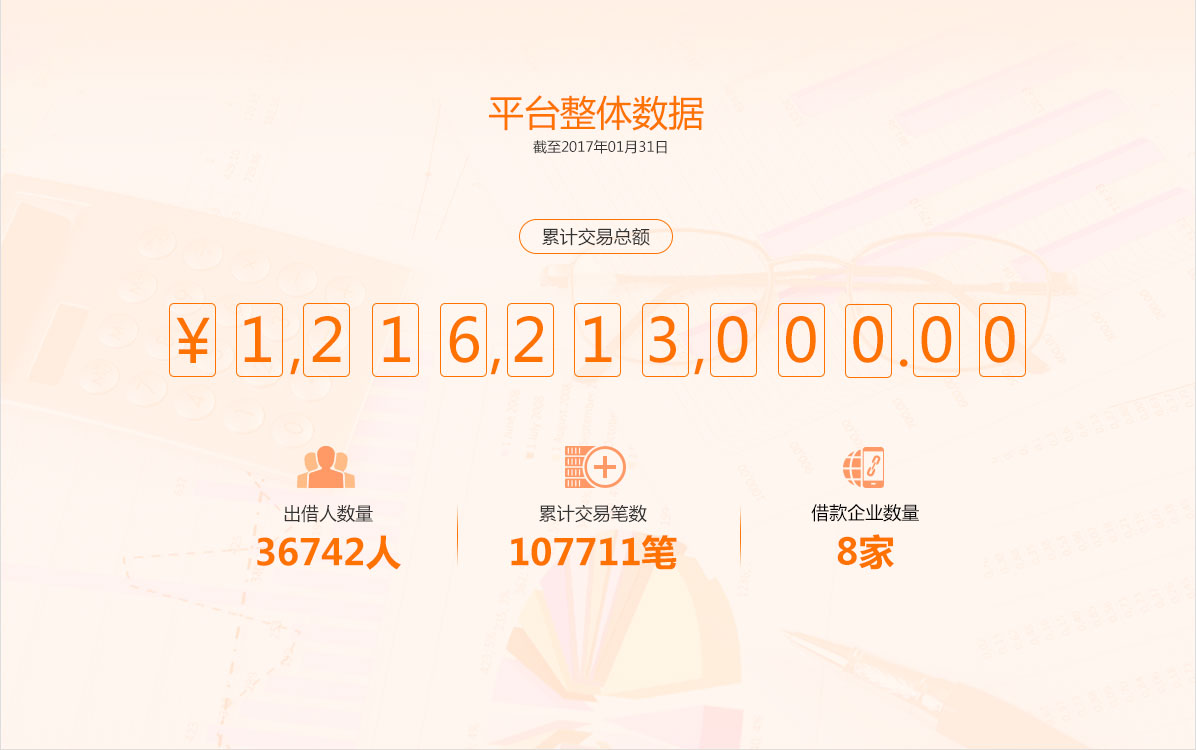 平台整体数据
截至2017年01月31日
累计交易总额
¥1,216,213,000.00
出借人数量 累计交易笔数 借款企业数量
36742人 107711笔 8家